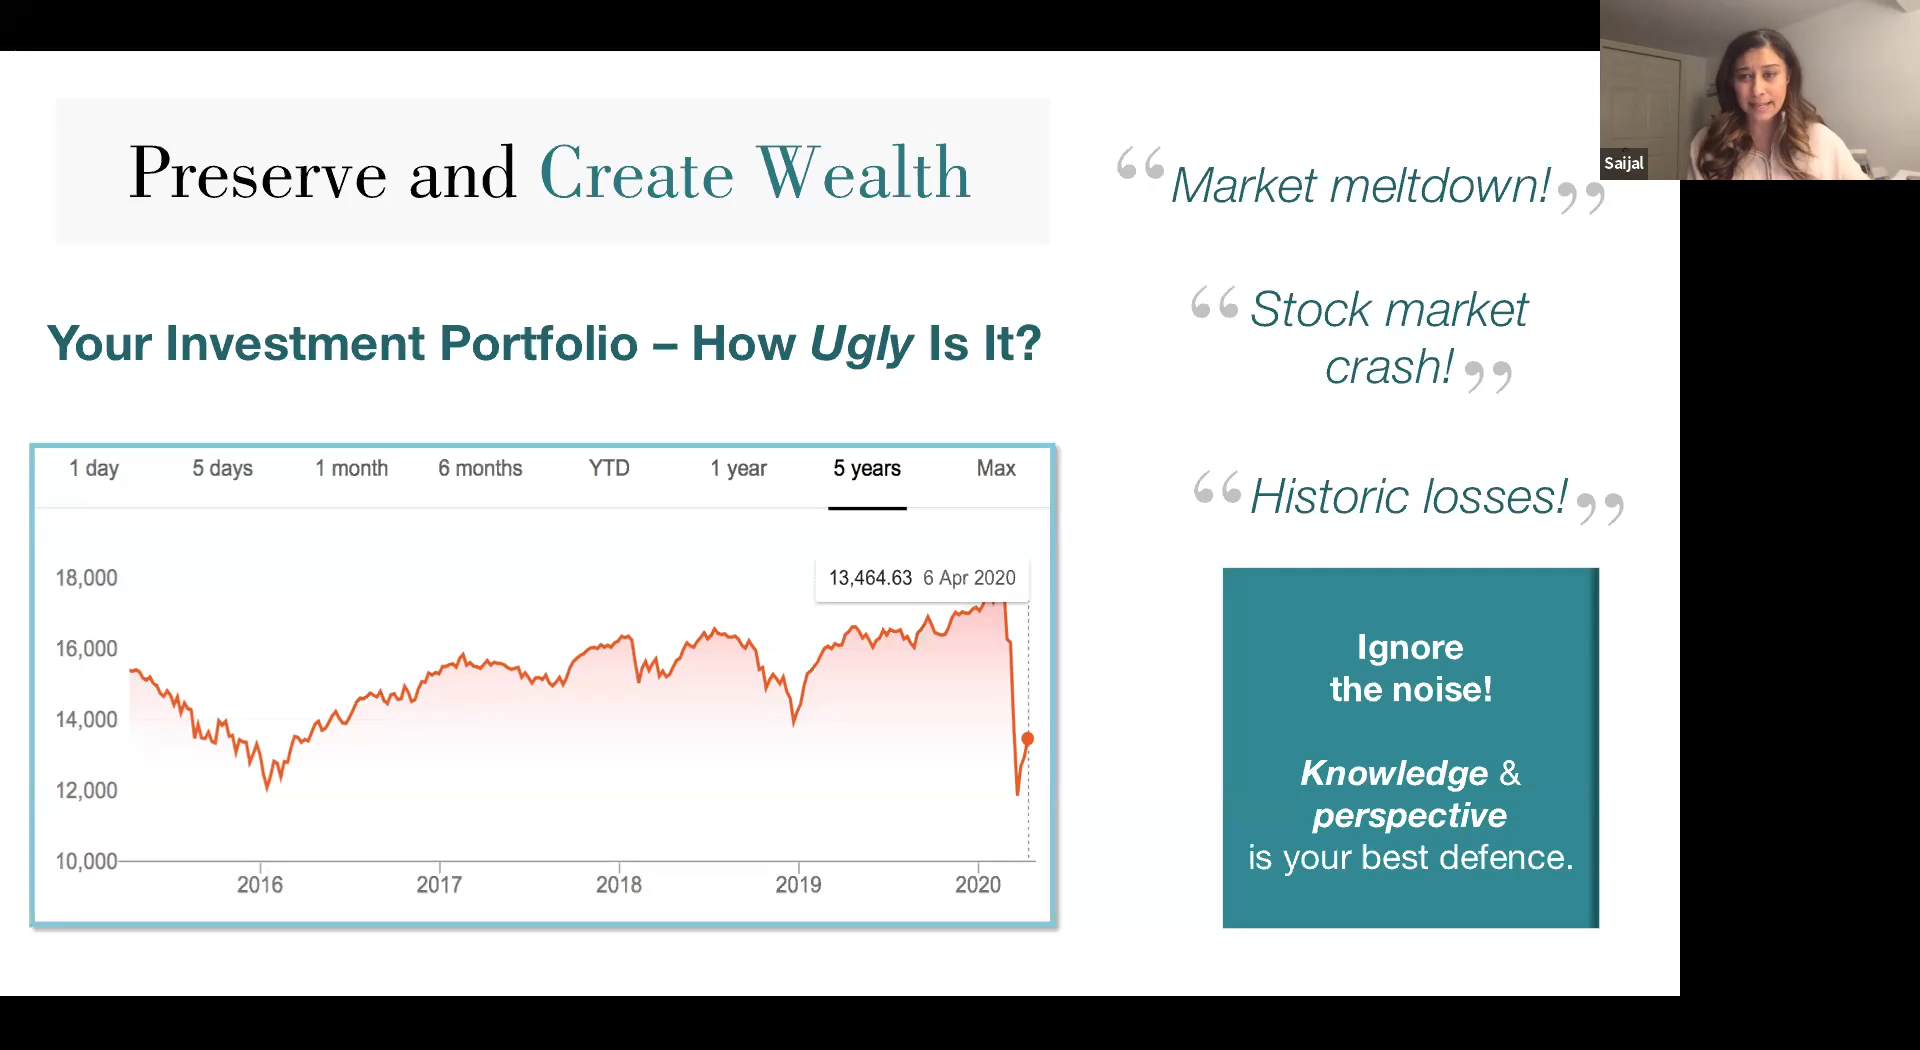 Preserve and Create Wealth
Your Investment Portfolio – How Ugly Is It?
1 day 5 days 1 month 6 months YTD 1 year 5 years Max
13,464.63 6 Apr 2020
18,000
16,000
14,000
12,000
10,000
2016 2017 2018 2019 2020
“Market meltdown!”
“Stock market
crash!”
“Historic losses!”
Ignore
the noise!
Knowledge &
perspective
is your best defence.
Saijal